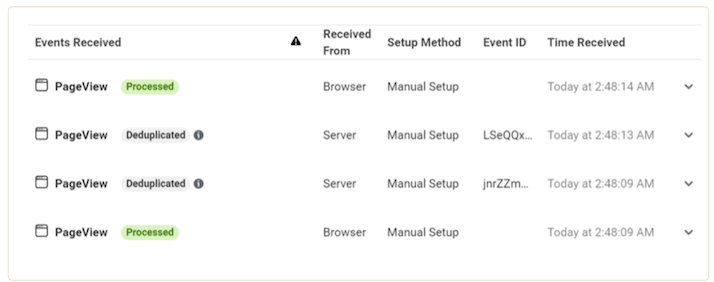 Events Received Received From Setup Method Event ID Time Received
PageView Processed Browser Manual Setup Today at 2:48:14 AM
PageView Deduplicated Server Manual Setup LSeQQx... Today at 2:48:13 AM
PageView Deduplicated Server Manual Setup jnrZZm... Today at 2:48:09 AM
PageView Processed Browser Manual Setup Today at 2:48:09 AM